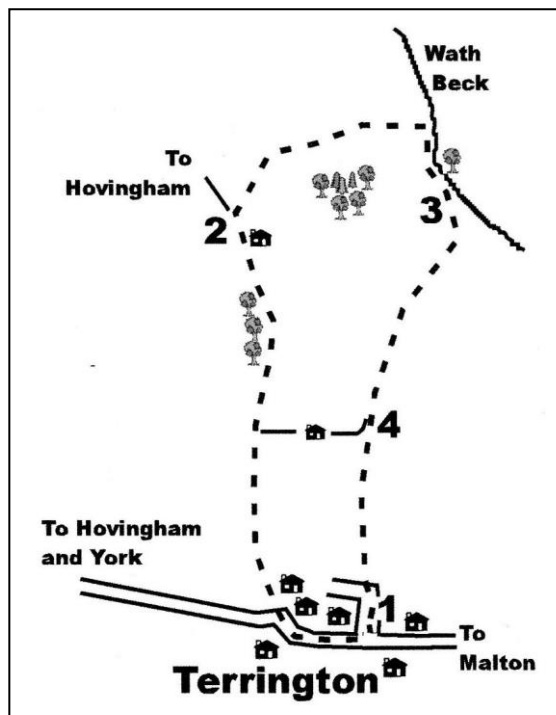 Wath
Beck
To
Hovingham
2
3
4
To Hovingham
and York
1
To
Malton
Terrington